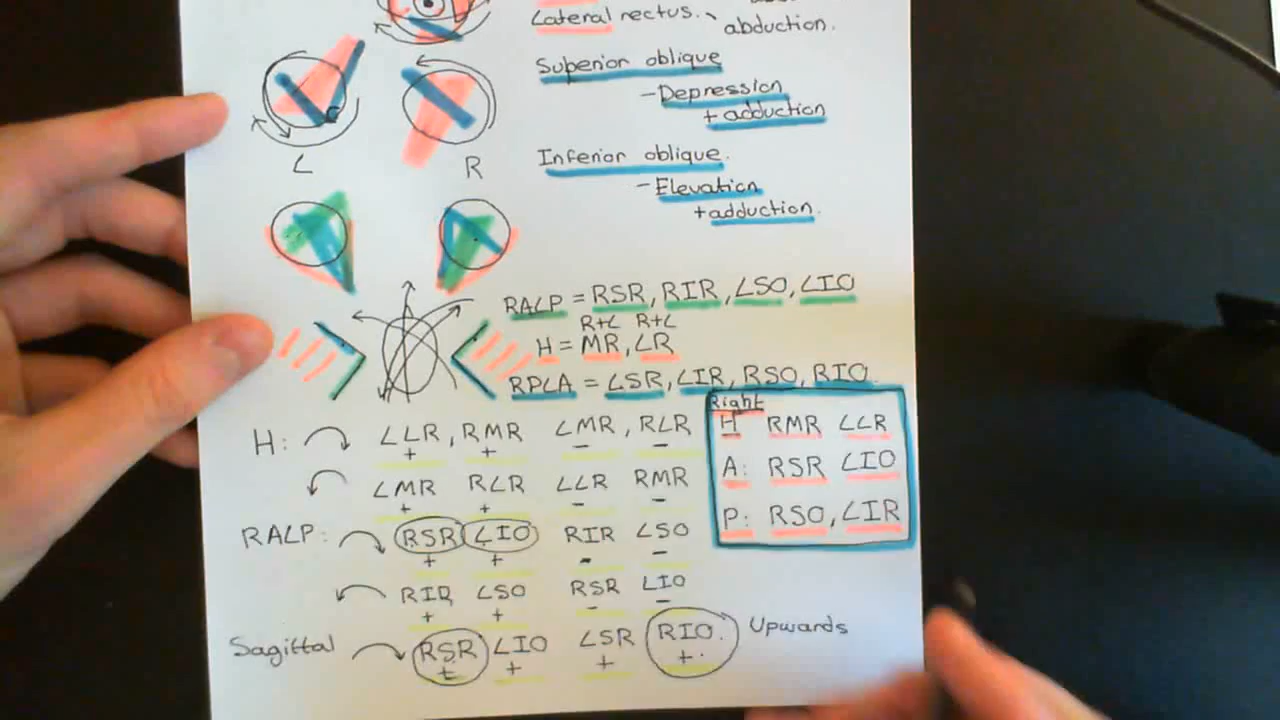 Lateral rectus.
abduction.
Superior oblique
- Depression
+ adduction
Inferior oblique.
- Elevation
+ adduction.
L R
RALP = RSR, RIR, LSO, LIO
R+L R+L
H = MR, LR
RPLA = LSR, LIR, RSO, RIO.
H: LLR, RMR LMR, RLR
+ + - -
LMR RLR LLR RMR
+ + - -
RALP: RSR LIO RIR LSO
+ + - -
RIR LSO RSR LIO
+ + - -
Sagittal RSR LIO LSR RIO. Upwards
+ + + +
Right
H RMR LLR
A: RSR LIO
P: RSO, LIR